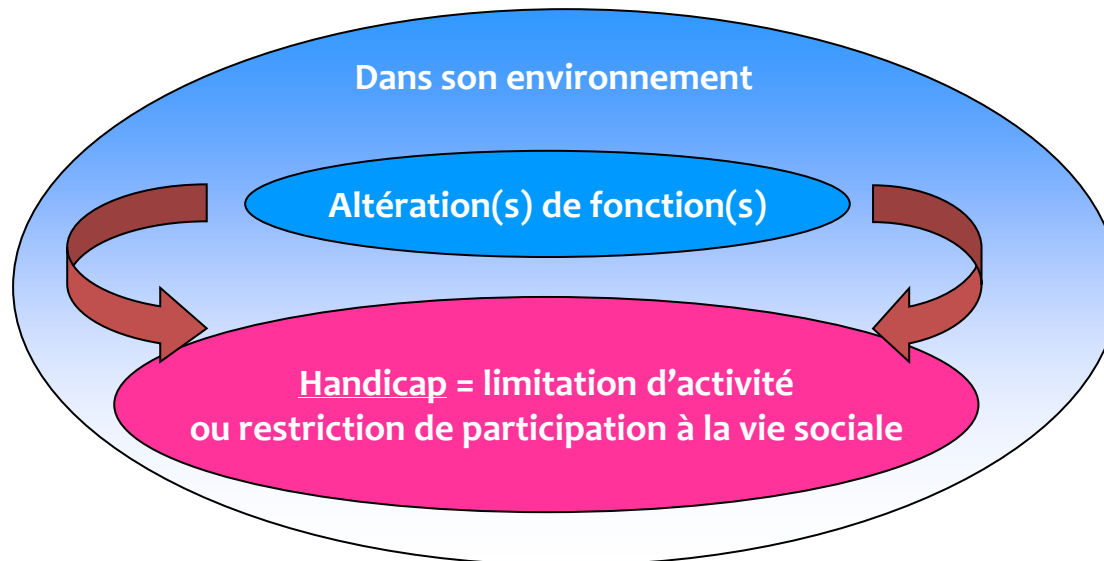 Dans son environnement
Altération(s) de fonction(s)
Handicap = limitation d’activité
ou restriction de participation à la vie sociale